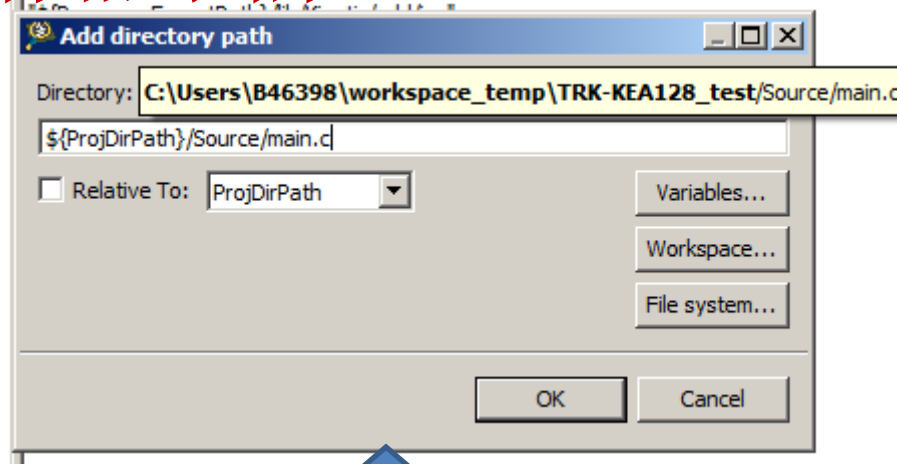 Add directory path
Directory: C:\Users\B46398\workspace_temp\TRK-KEA128_test/Source/main.c
${ProjDirPath}/Source/main.c
Relative To: ProjDirPath Variables...
Workspace...
File system...
OK Cancel